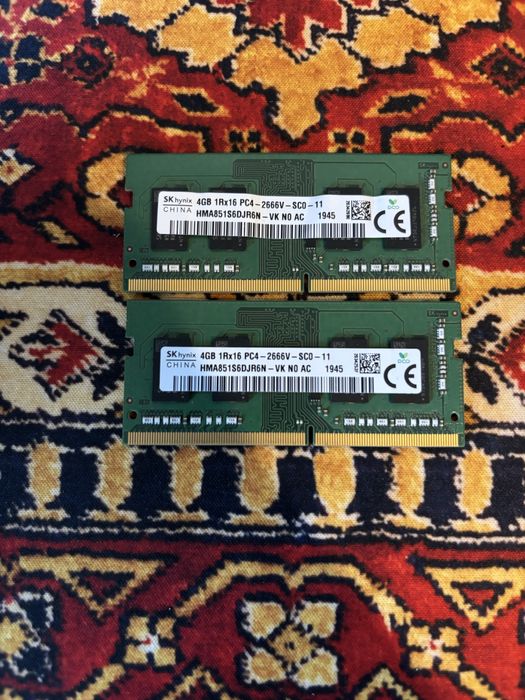 SK hynix
CHINA
4GB 1Rx16 PC4-2666V-SC0-11
HMA851S6DJR6N-VK N0 AC 1945
CE
SK hynix
CHINA
4GB 1Rx16 PC4-2666V-SC0-11
HMA851S6DJR6N-VK N0 AC 1945
CE